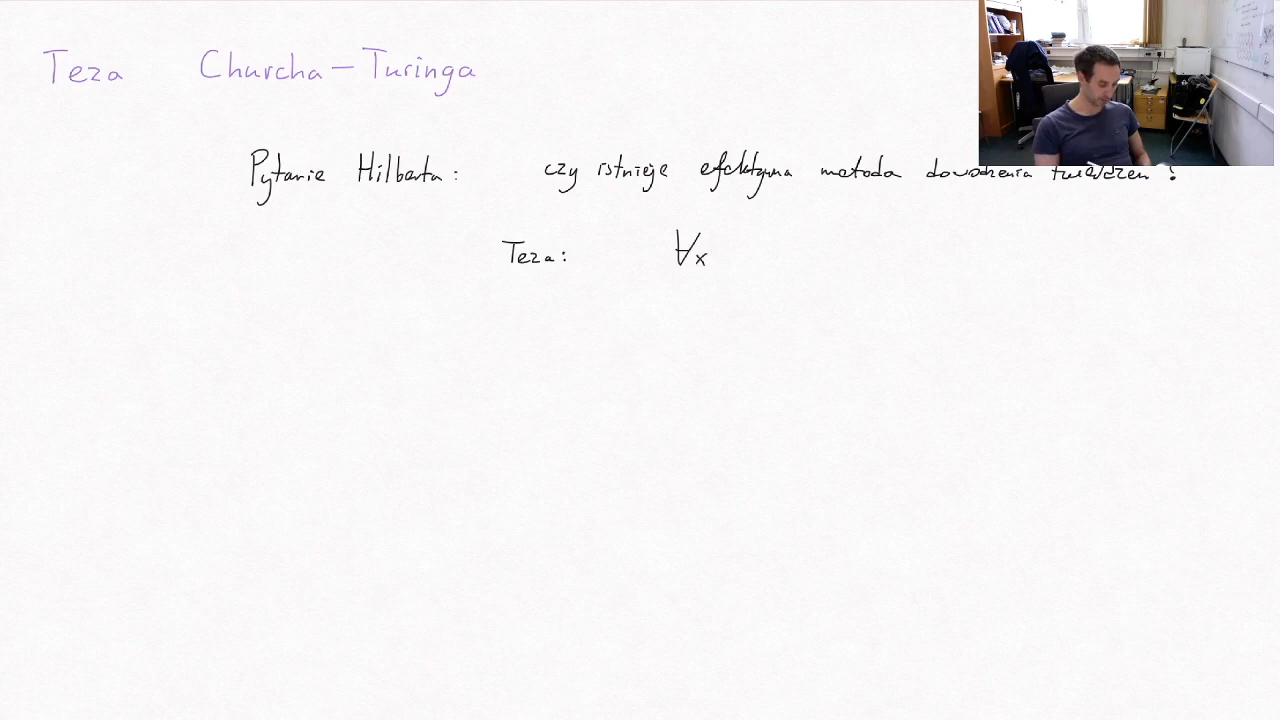 Teza Churcha-Turinga
Pytanie Hilberta: czy istnieje efektywna metoda dowodzenia twierdzeń?
Teza: ∀x